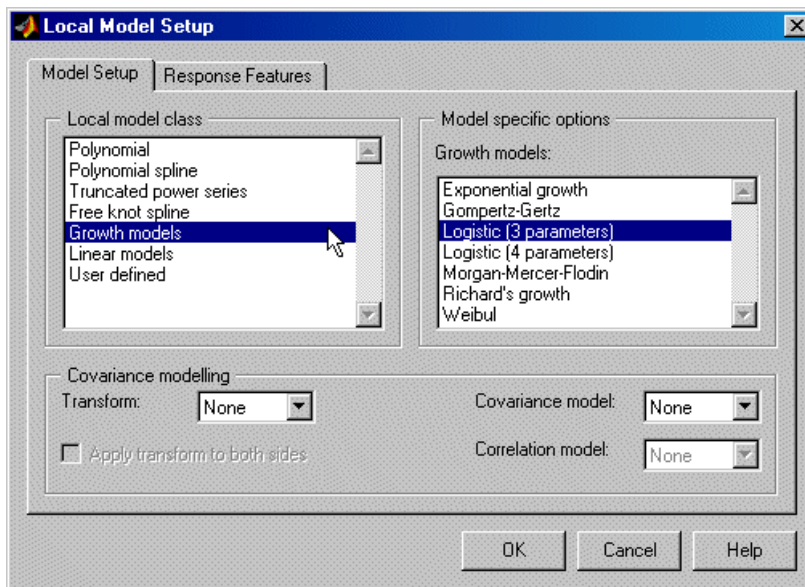 Local Model Setup
Model Setup
Response Features
Local model class
Polynomial
Polynomial spline
Truncated power series
Free knot spline
Growth models
Linear models
User defined
Model specific options
Growth models:
Exponential growth
Gompertz-Gertz
Logistic (3 parameters)
Logistic (4 parameters)
Morgan-Mercer-Flodin
Richard's growth
Weibul
Covariance modelling
Transform: None
Apply transform to both sides
Covariance model: None
Correlation model: None
OK
Cancel
Help